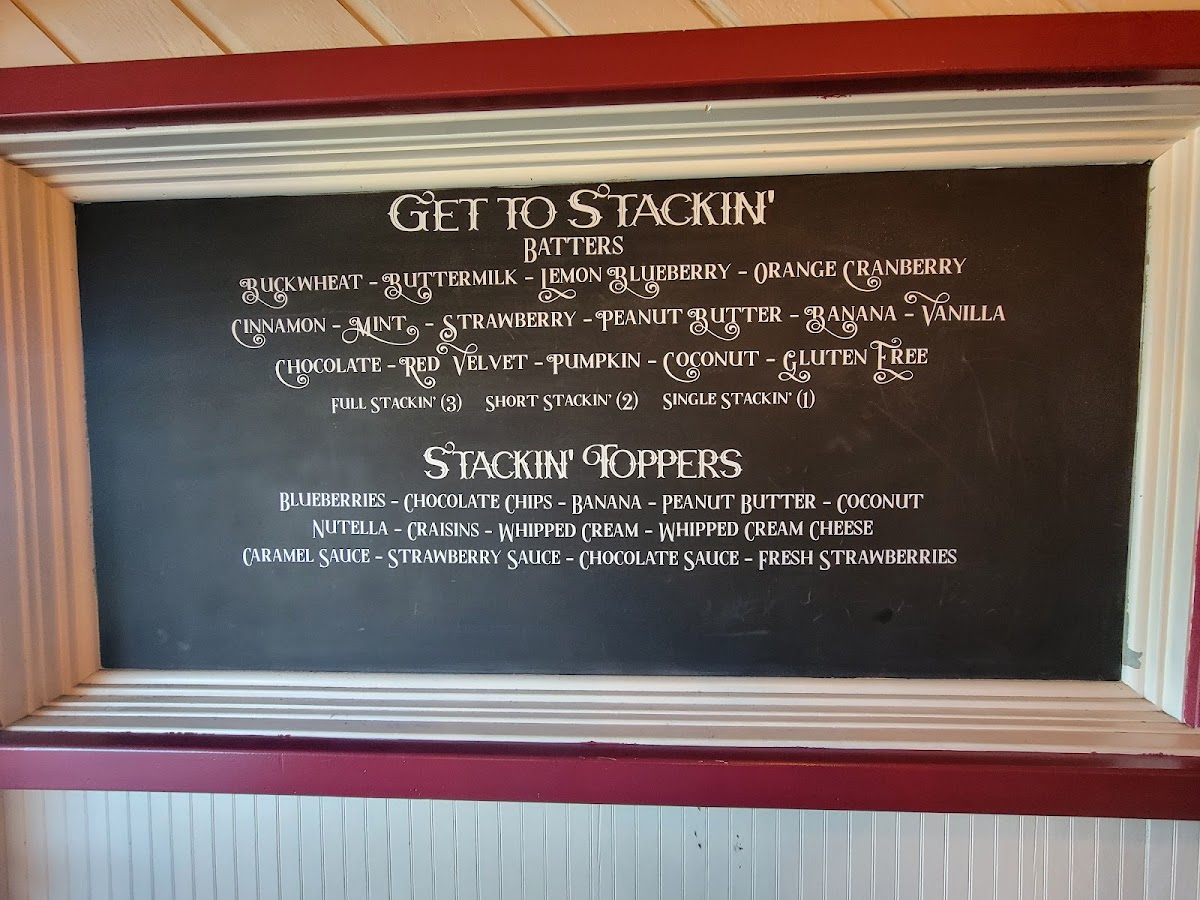 Get to Stackin'
Batters
Buckwheat - Buttermilk - Lemon Blueberry - Orange Cranberry
Cinnamon - Mint - Strawberry - Peanut Butter - Banana - Vanilla
Chocolate - Red Velvet - Pumpkin - Coconut - Gluten Free
Full Stackin' (3) Short Stackin' (2) Single Stackin' (1)
Stackin' Toppers
Blueberries - Chocolate Chips - Banana - Peanut Butter - Coconut
Nutella - Craisins - Whipped Cream - Whipped Cream Cheese
Caramel Sauce - Strawberry Sauce - Chocolate Sauce - Fresh Strawberries